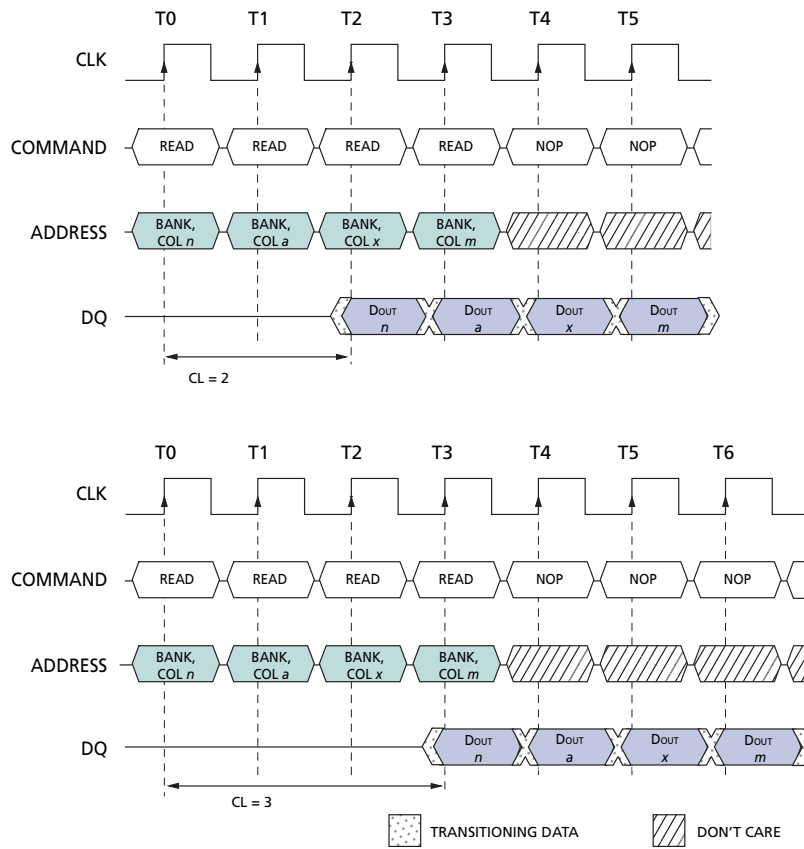 T0 T1 T2 T3 T4 T5
CLK
COMMAND READ READ READ READ NOP NOP
ADDRESS BANK, COL n BANK, COL a BANK, COL x BANK, COL m
DQ DOUT n DOUT a DOUT x DOUT m
CL = 2
T0 T1 T2 T3 T4 T5 T6
CLK
COMMAND READ READ READ READ NOP NOP NOP
ADDRESS BANK, COL n BANK, COL a BANK, COL x BANK, COL m
DQ DOUT n DOUT a DOUT x DOUT m
CL = 3
TRANSITIONING DATA DON'T CARE